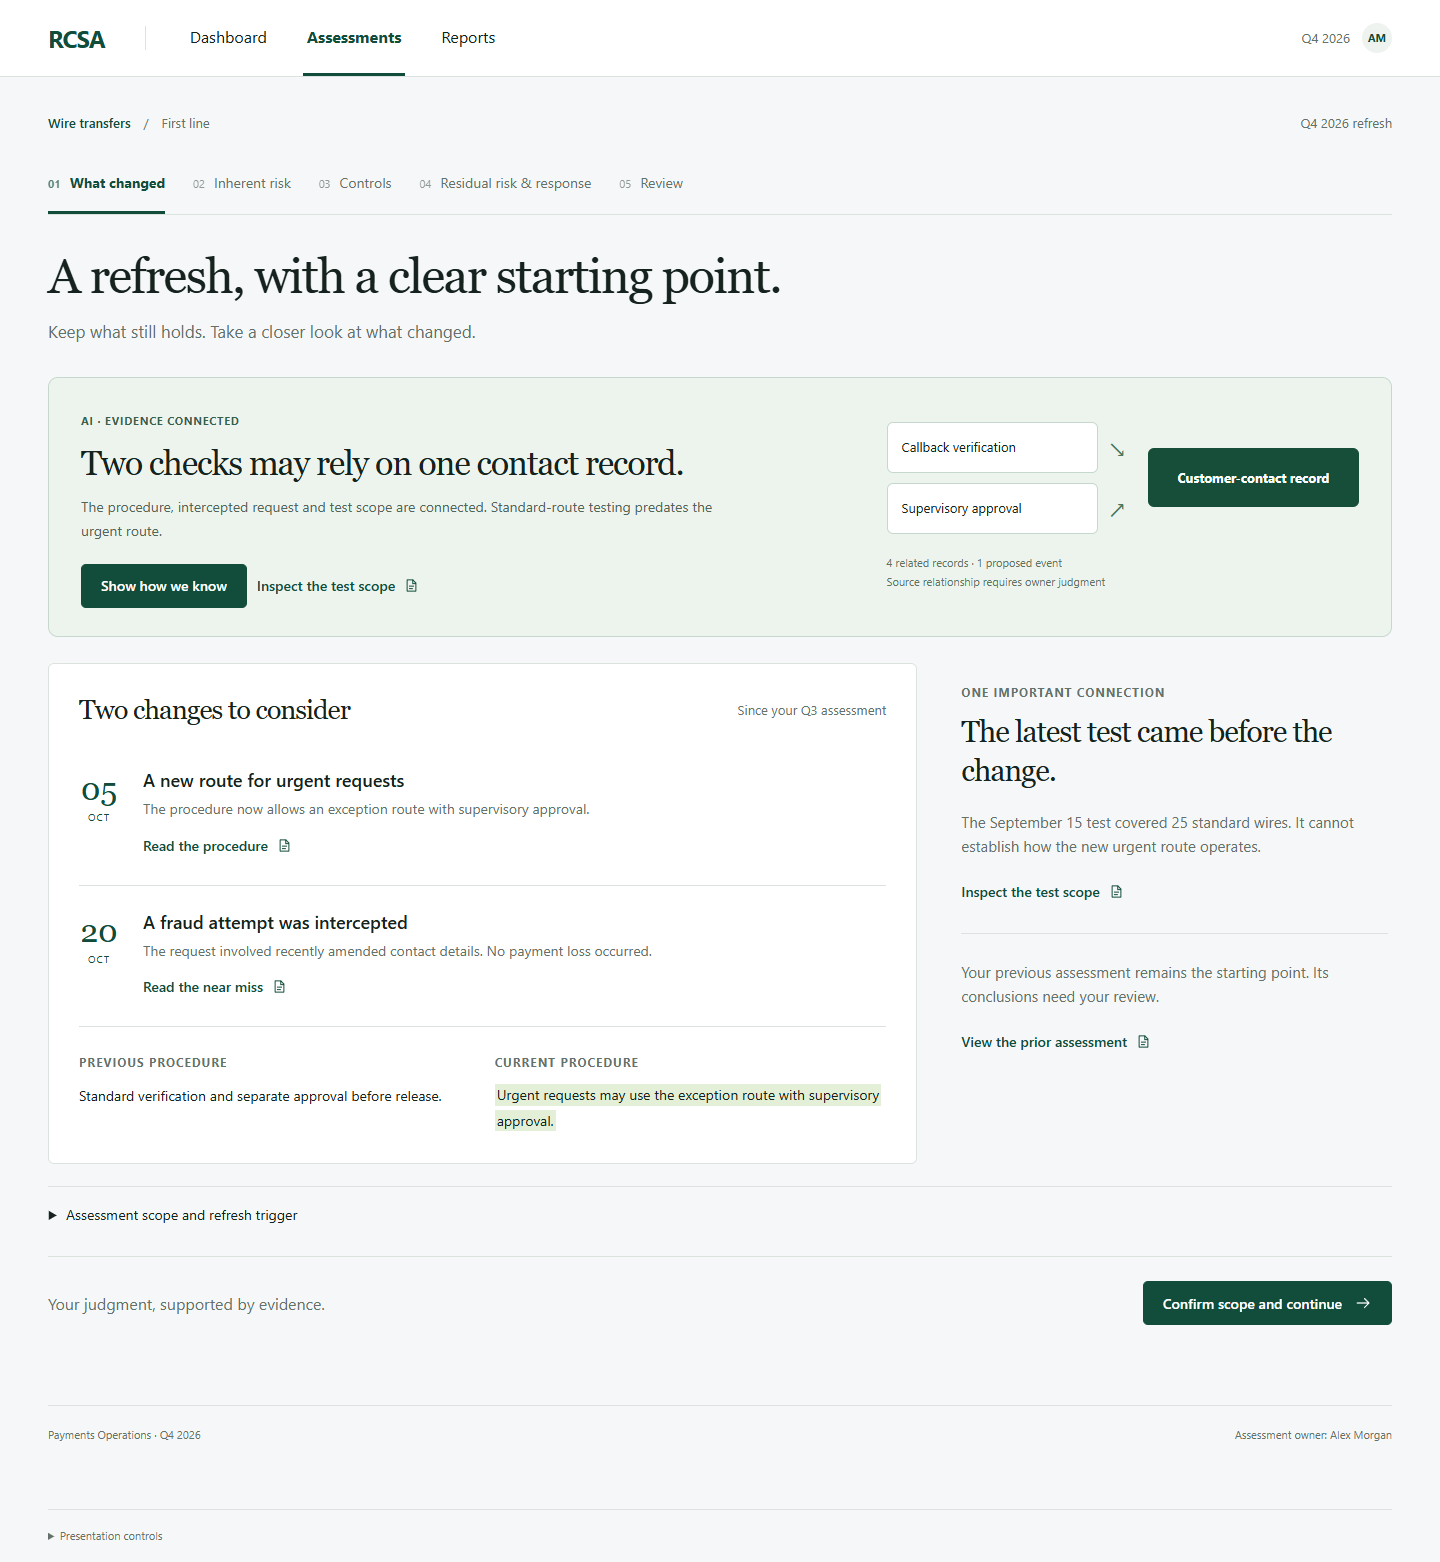 RCSA
Dashboard
Assessments
Reports
Q4 2026
AM
Wire transfers / First line
Q4 2026 refresh
01 What changed
02 Inherent risk
03 Controls
04 Residual risk & response
05 Review
A refresh, with a clear starting point.
Keep what still holds. Take a closer look at what changed.
AI · EVIDENCE CONNECTED
Two checks may rely on one contact record.
The procedure, intercepted request and test scope are connected. Standard-route testing predates the
urgent route.
Show how we know
Inspect the test scope
Callback verification
Supervisory approval
Customer-contact record
4 related records · 1 proposed event
Source relationship requires owner judgment
Two changes to consider
Since your Q3 assessment
05
OCT
A new route for urgent requests
The procedure now allows an exception route with supervisory approval.
Read the procedure
20
OCT
A fraud attempt was intercepted
The request involved recently amended contact details. No payment loss occurred.
Read the near miss
PREVIOUS PROCEDURE
Standard verification and separate approval before release.
CURRENT PROCEDURE
Urgent requests may use the exception route with supervisory
approval.
ONE IMPORTANT CONNECTION
The latest test came before the
change.
The September 15 test covered 25 standard wires. It cannot
establish how the new urgent route operates.
Inspect the test scope
Your previous assessment remains the starting point. Its
conclusions need your review.
View the prior assessment
Assessment scope and refresh trigger
Your judgment, supported by evidence.
Confirm scope and continue
Payments Operations · Q4 2026
Assessment owner: Alex Morgan
Presentation controls